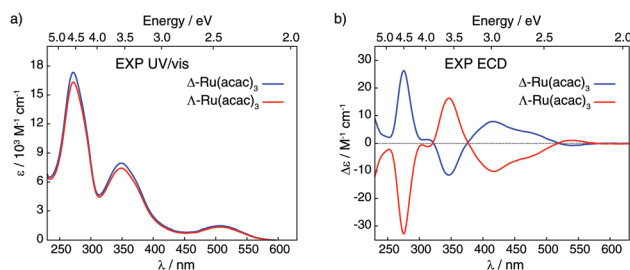 a)
Energy / eV
5.0 4.5 4.0 3.5 3.0 2.5 2.0
EXP UV/vis
Δ-Ru(acac)₃
Λ-Ru(acac)₃
ε / 10³ M⁻¹ cm⁻¹
18
15
12
9
6
3
0
250 300 350 400 450 500 550 600
λ / nm
b)
Energy / eV
5.0 4.5 4.0 3.5 3.0 2.5 2.0
EXP ECD
Δ-Ru(acac)₃
Λ-Ru(acac)₃
Δε / M⁻¹ cm⁻¹
30
20
10
0
-10
-20
-30
250 300 350 400 450 500 550 600
λ / nm